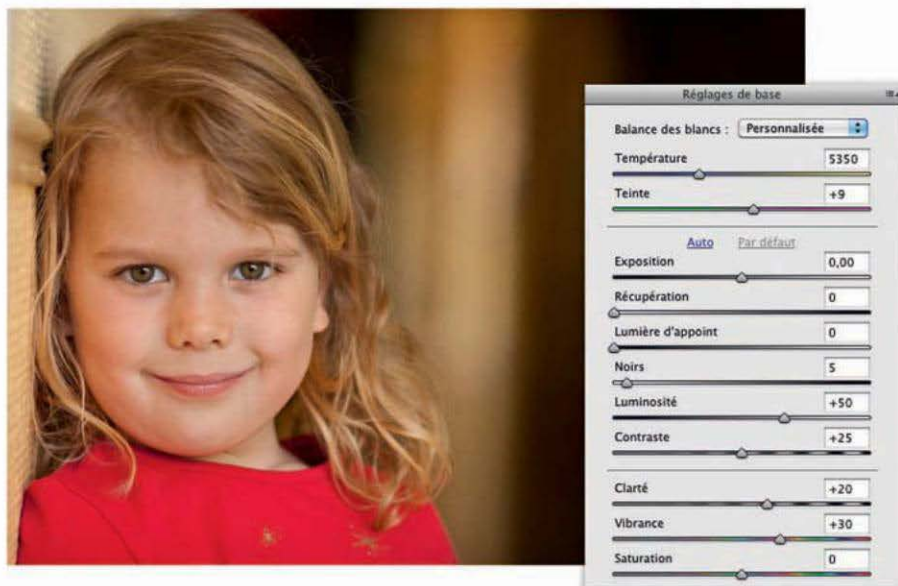 Réglages de base
Balance des blancs : Personnalisée
Température 5350
Teinte +9
Auto Par défaut
Exposition 0,00
Récupération 0
Lumière d'appoint 0
Noirs 5
Luminosité +50
Contraste +25
Clarté +20
Vibrance +30
Saturation 0